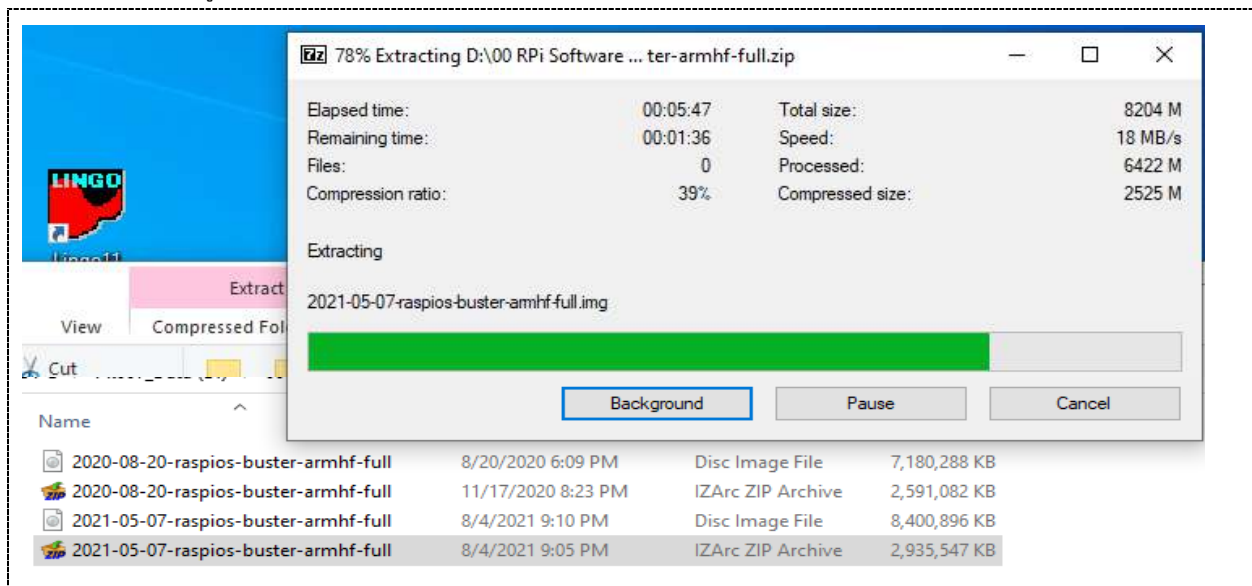 7z 78% Extracting D:\00 RPi Software ... ter-armhf-full.zip
Elapsed time: 00:05:47 Total size: 8204 M
Remaining time: 00:01:36 Speed: 18 MB/s
Files: 0 Processed: 6422 M
Compression ratio: 39% Compressed size: 2525 M
LINGO
Lingo11
Extracting
Extract
2021-05-07-raspios-buster-armhf-full.img
View Compressed Fol
Cut
Background Pause Cancel
Name
2020-08-20-raspios-buster-armhf-full 8/20/2020 6:09 PM Disc Image File 7,180,288 KB
ZIP 2020-08-20-raspios-buster-armhf-full 11/17/2020 8:23 PM IZArc ZIP Archive 2,591,082 KB
2021-05-07-raspios-buster-armhf-full 8/4/2021 9:10 PM Disc Image File 8,400,896 KB
ZIP 2021-05-07-raspios-buster-armhf-full 8/4/2021 9:05 PM IZArc ZIP Archive 2,935,547 KB